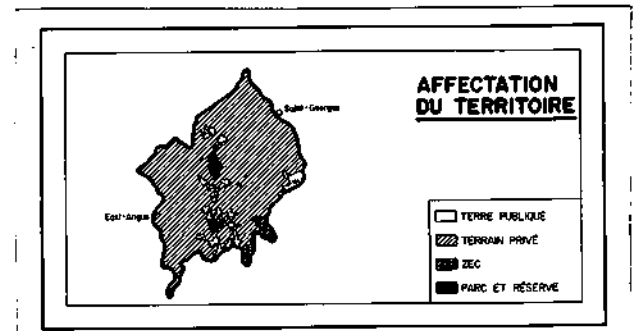 AFFECTATION
DU TERRITOIRE
Saint-Georges
East-Angus
TERRE PUBLIQUE
TERRAIN PRIVÉ
ZEC
PARC ET RÉSERVE